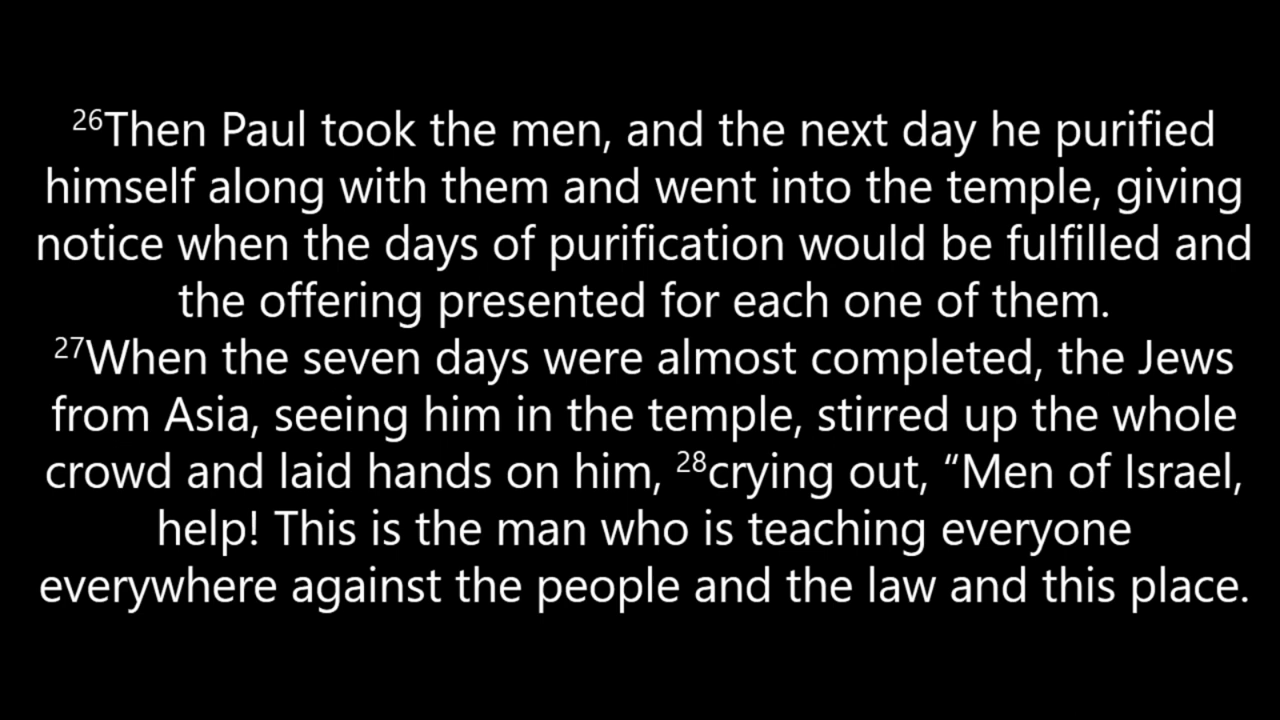 ²⁶Then Paul took the men, and the next day he purified
himself along with them and went into the temple, giving
notice when the days of purification would be fulfilled and
the offering presented for each one of them.
²⁷When the seven days were almost completed, the Jews
from Asia, seeing him in the temple, stirred up the whole
crowd and laid hands on him, ²⁸crying out, “Men of Israel,
help! This is the man who is teaching everyone
everywhere against the people and the law and this place.